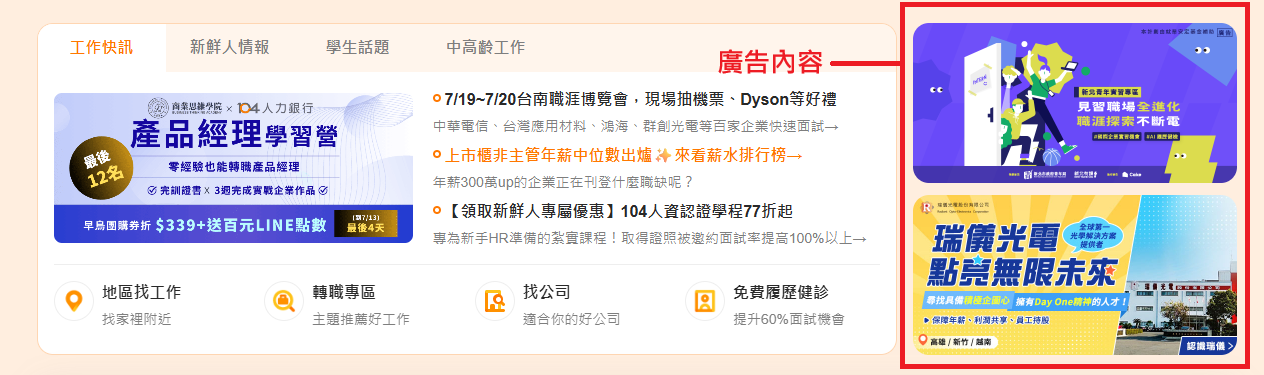 工作快訊
新鮮人情報
學生話題
中高齡工作
商業思維學院 × 104人力銀行
產品經理學習營
最後
12名
零經驗也能轉職產品經理
完訓證書 X 3週完成實戰企業作品
早鳥團購券折 $339+送百元LINE點數
(到7/13)
最後4天
7/19~7/20台南職涯博覽會，現場抽機票、Dyson等好禮
中華電信、台灣應用材料、鴻海、群創光電等百家企業快速面試→
上市櫃非主管年薪中位數出爐✨來看薪水排行榜→
年薪300萬up的企業正在刊登什麼職缺呢？
【領取新鮮人專屬優惠】104人資認證學程77折起
專為新手HR準備的紮實課程！取得證照被邀約面試率提高100%以上→
地區找工作
找家裡附近
轉職專區
主題推薦好工作
找公司
適合你的好公司
免費履歷健診
提升60%面試機會
廣告內容
廣告
新北青年實習專區
見習職場全進化
職涯探索不斷電
#國際企業實習機會 #AI 職歷健檢
Cake
瑞儀光電股份有限公司
瑞儀光電
點亮無限未來
全球第一
光學解決方案
提供者
尋找具備積極企圖心
擁有Day One精神的人才！
保障年薪、利潤共享、員工持股
高雄 / 新竹 / 越南
認識瑞儀 >